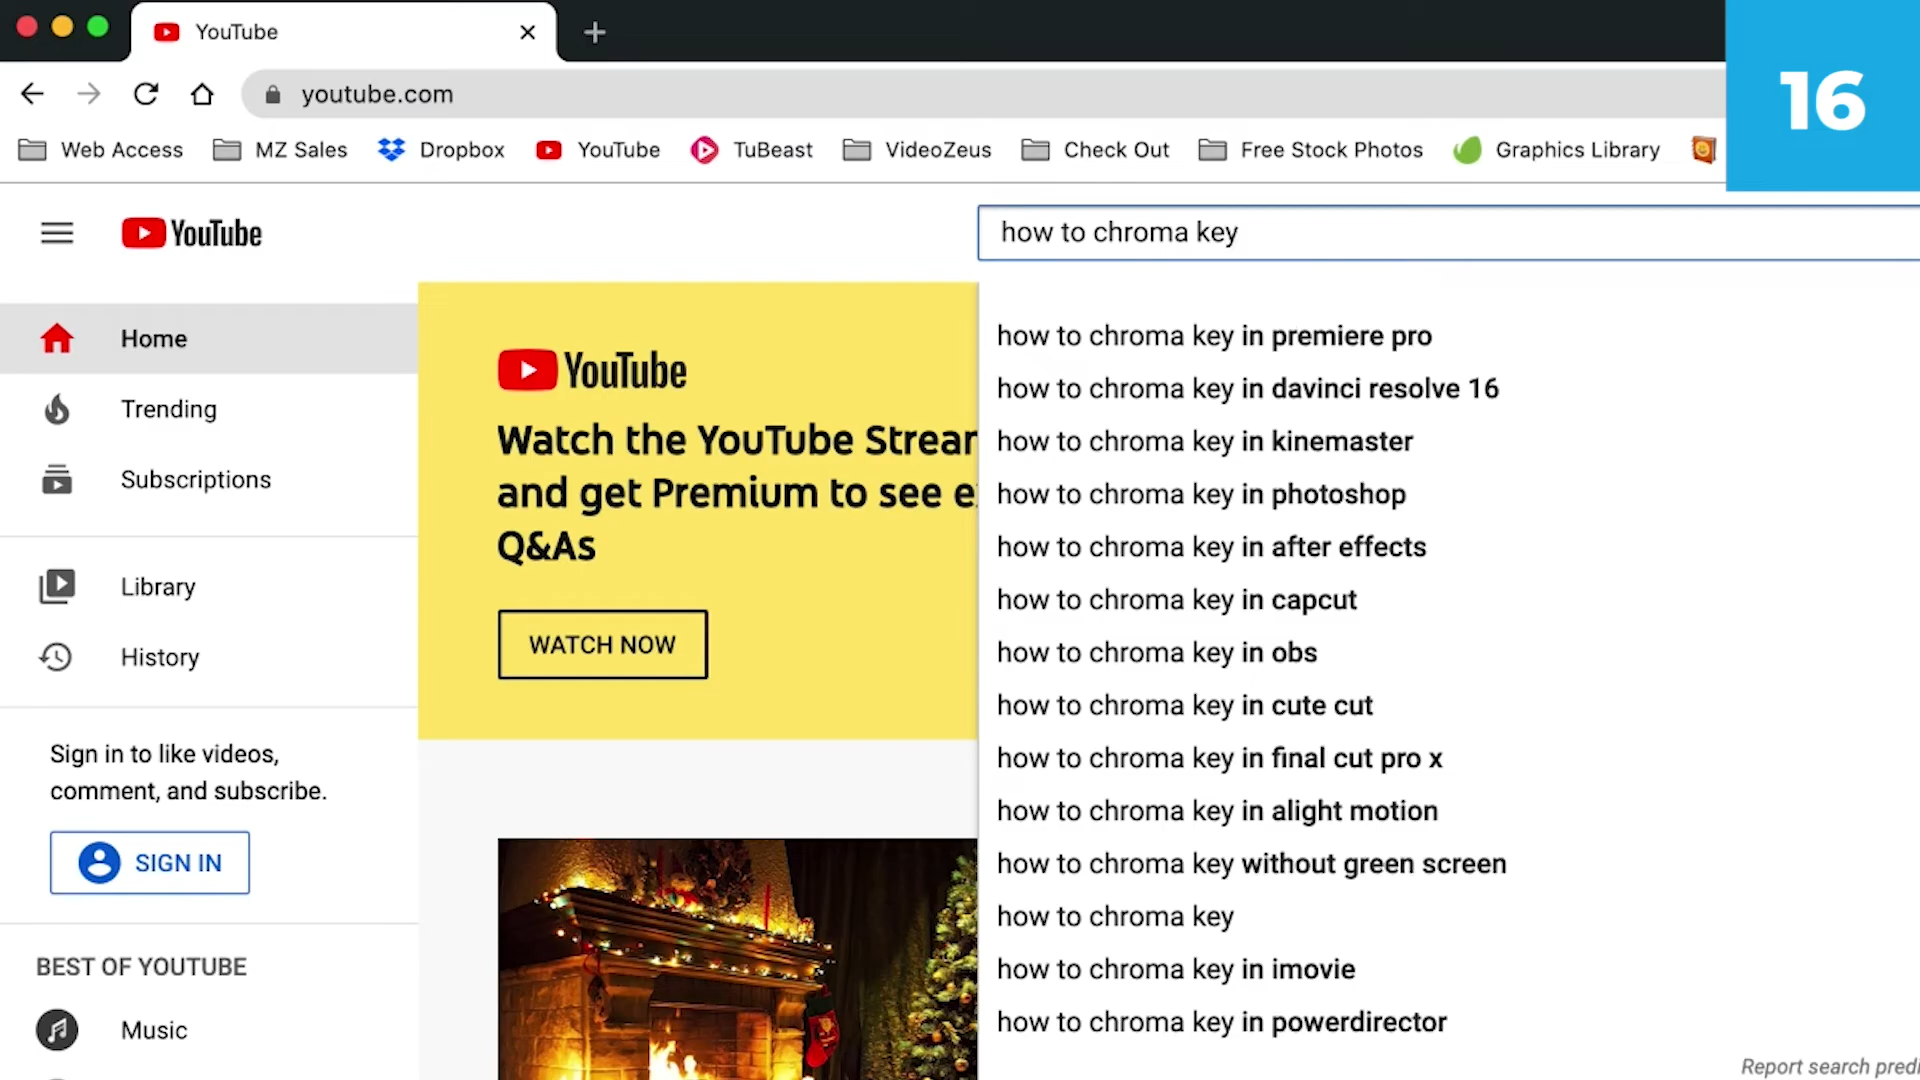 YouTube
16
youtube.com
Web Access MZ Sales Dropbox YouTube TuBeast VideoZeus Check Out Free Stock Photos Graphics Library
YouTube
how to chroma key
Home
Trending
Subscriptions
Library
History
Sign in to like videos,
comment, and subscribe.
SIGN IN
BEST OF YOUTUBE
Music
YouTube
Watch the YouTube Strea
and get Premium to see e
Q&As
WATCH NOW
how to chroma key in premiere pro
how to chroma key in davinci resolve 16
how to chroma key in kinemaster
how to chroma key in photoshop
how to chroma key in after effects
how to chroma key in capcut
how to chroma key in obs
how to chroma key in cute cut
how to chroma key in final cut pro x
how to chroma key in alight motion
how to chroma key without green screen
how to chroma key
how to chroma key in imovie
how to chroma key in powerdirector
Report search predi